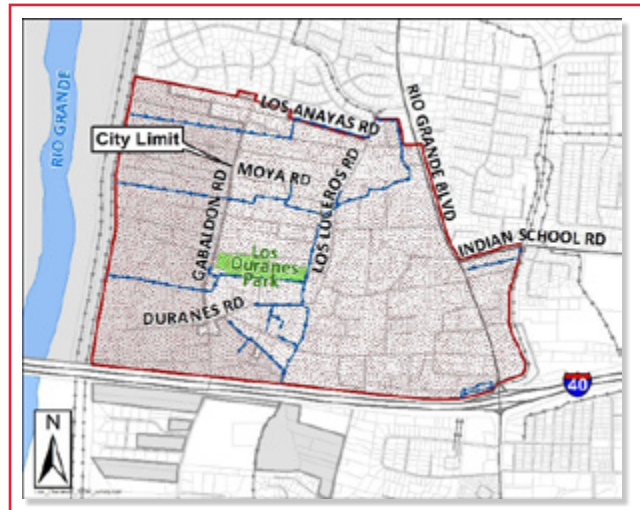 RIO GRANDE
LOS ANAYAS RD
City Limit
MOYA RD
GABALDON RD
LOS LUCEROS RD
RIO GRANDE BLVD
INDIAN SCHOOL RD
Los
Duranes
Park
DURANES RD
40
N